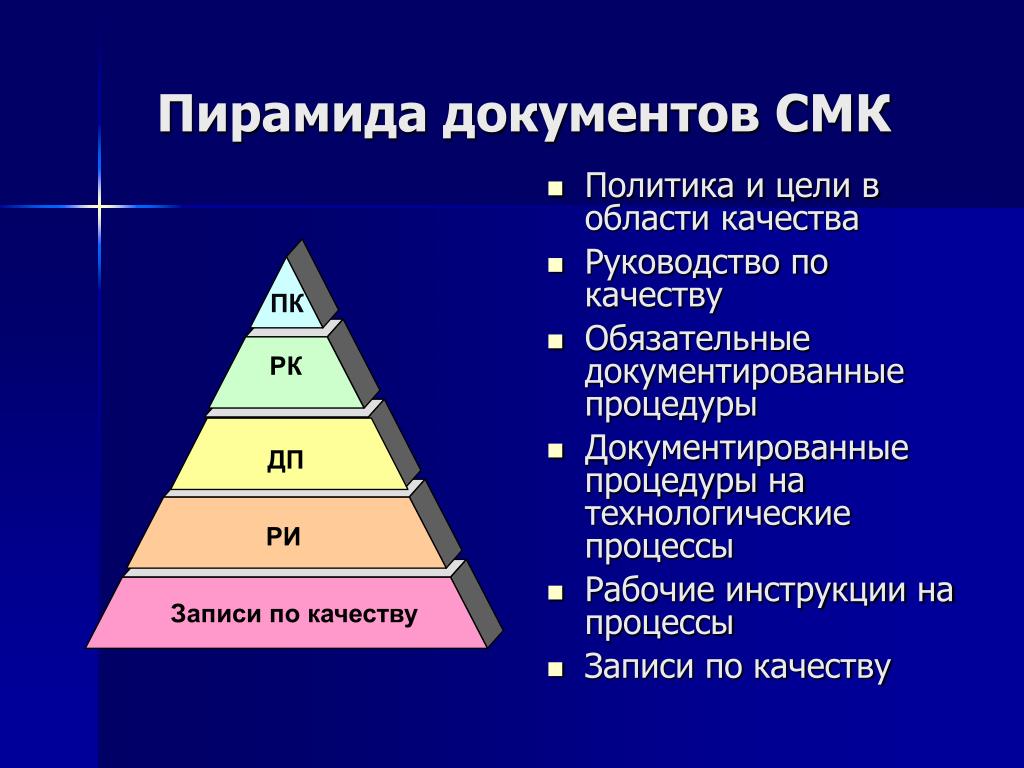 Пирамида документов СМК
ПК
РК
ДП
РИ
Записи по качеству
Политика и цели в
области качества
Руководство по
качеству
Обязательные
документированные
процедуры
Документированные
процедуры на
технологические
процессы
Рабочие инструкции на
процессы
Записи по качеству